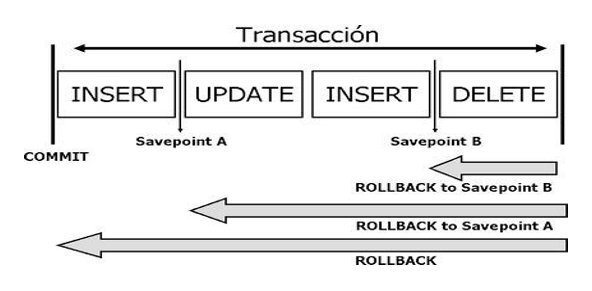 Transacción
INSERT UPDATE INSERT DELETE
Savepoint A Savepoint B
COMMIT
ROLLBACK to Savepoint B
ROLLBACK to Savepoint A
ROLLBACK